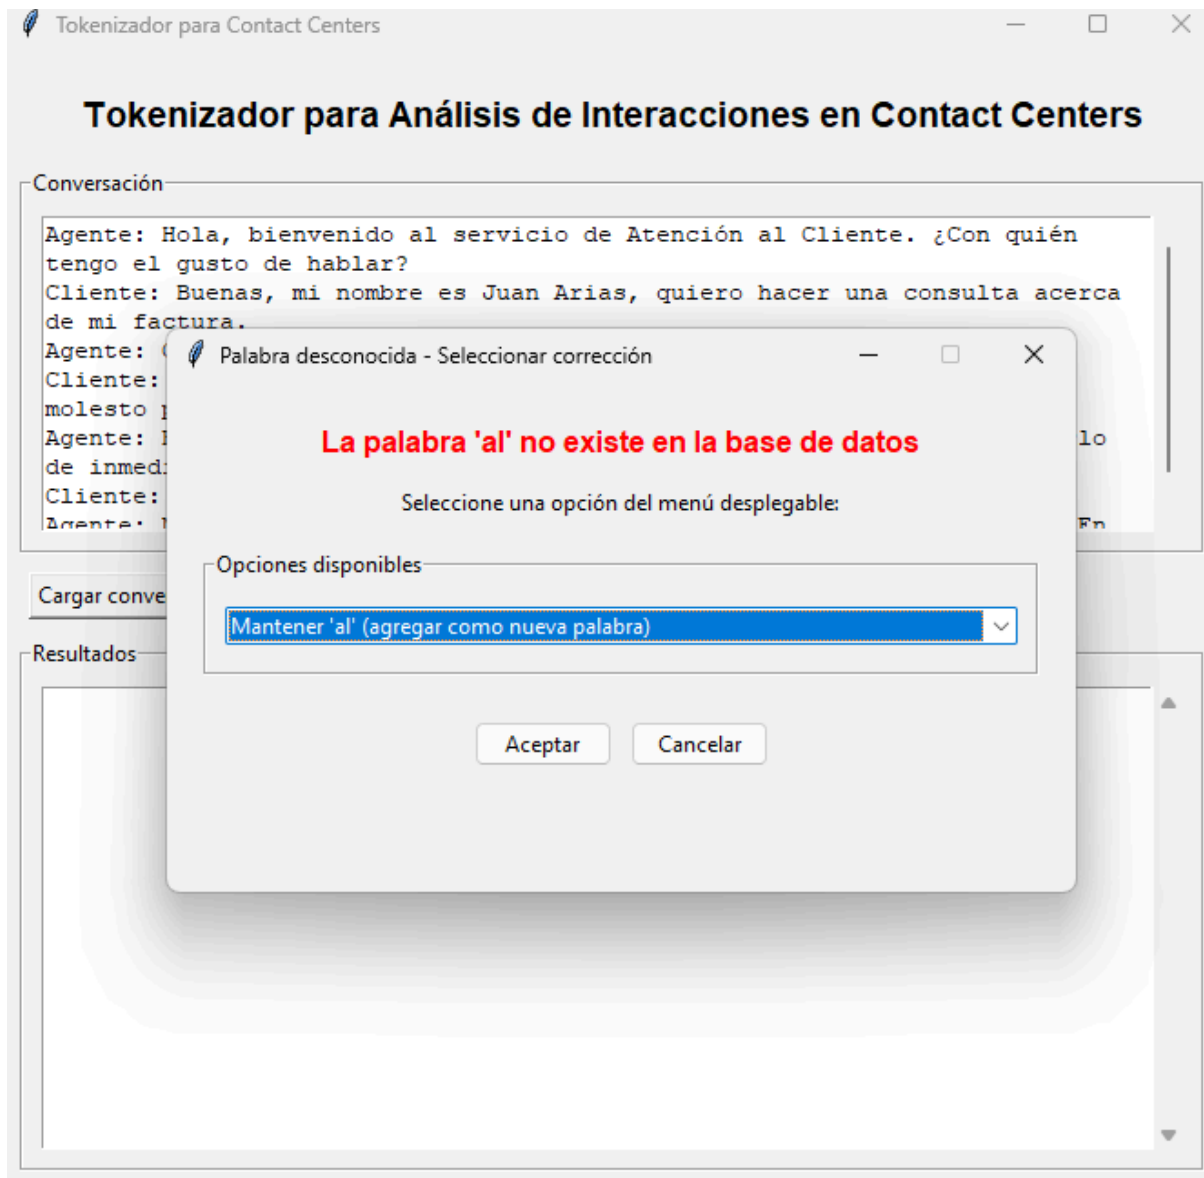 Tokenizador para Contact Centers
Tokenizador para Análisis de Interacciones en Contact Centers
Conversación
Agente: Hola, bienvenido al servicio de Atención al Cliente. ¿Con quién
tengo el gusto de hablar?
Cliente: Buenas, mi nombre es Juan Arias, quiero hacer una consulta acerca
de mi factura.
Agente:
Cliente:
molesto
Agente: lo
de
Cliente:
Agente: En
Palabra desconocida - Seleccionar corrección
La palabra 'al' no existe en la base de datos
Seleccione una opción del menú desplegable:
Opciones disponibles
Mantener 'al' (agregar como nueva palabra)
Aceptar Cancelar
Cargar
Resultados